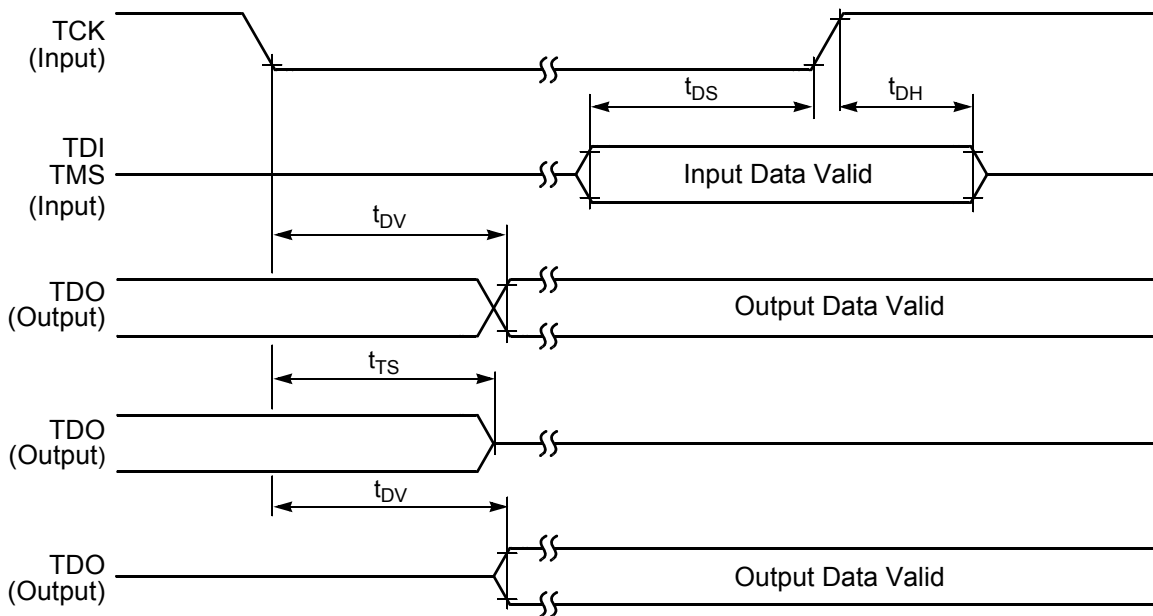 TCK
(Input)
tDS
tDH
TDI
TMS
(Input)
Input Data Valid
tDV
TDO
(Output)
Output Data Valid
tTS
TDO
(Output)
tDV
TDO
(Output)
Output Data Valid